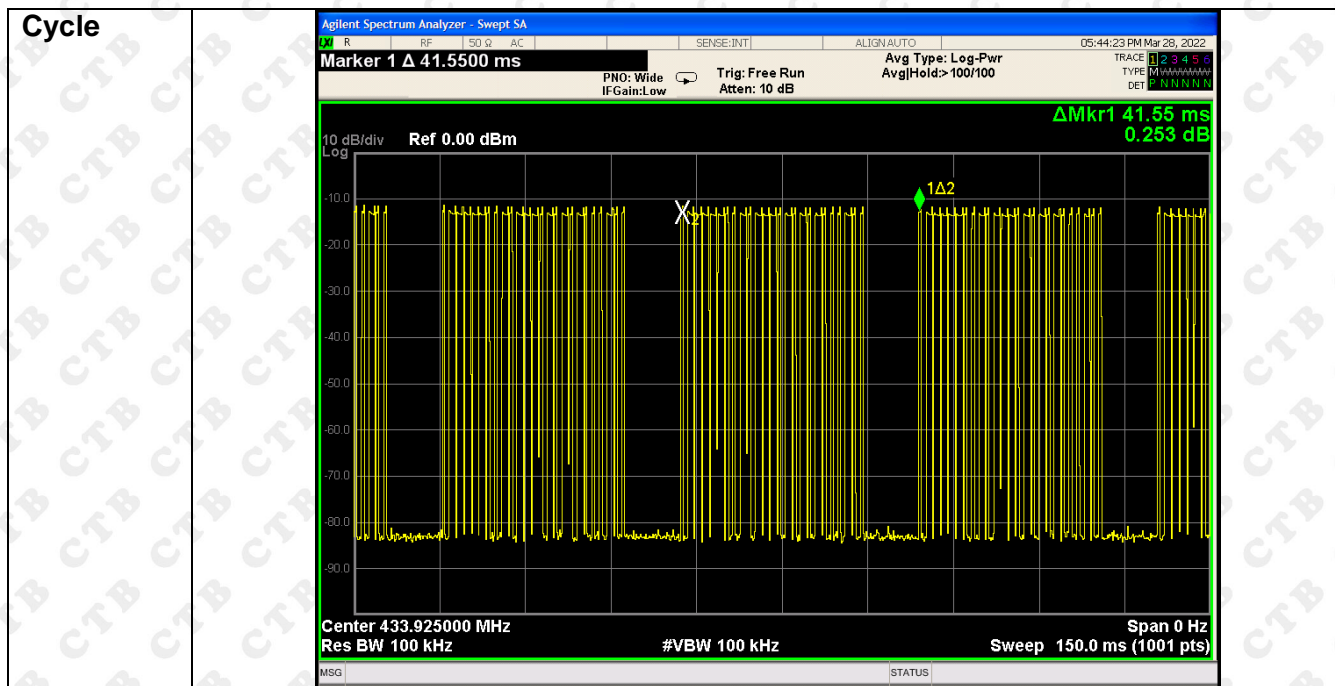 Cycle
Agilent Spectrum Analyzer - Swept SA
LXI R RF 50 Ω AC SENSE:INT ALIGN AUTO 05:44:23 PM Mar 28, 2022
Marker 1 Δ 41.5500 ms
PNO: Wide
IFGain:Low
Trig: Free Run
Atten: 10 dB
Avg Type: Log-Pwr
Avg|Hold:>100/100
TRACE 1 2 3 4 5 6
TYPE M
DET P N N N N N
ΔMkr1 41.55 ms
0.253 dB
10 dB/div Ref 0.00 dBm
Log
-10.0
-20.0
-30.0
-40.0
-50.0
-60.0
-70.0
-80.0
-90.0
2
1Δ2
Center 433.925000 MHz Span 0 Hz
Res BW 100 kHz #VBW 100 kHz Sweep 150.0 ms (1001 pts)
MSG STATUS
CTB